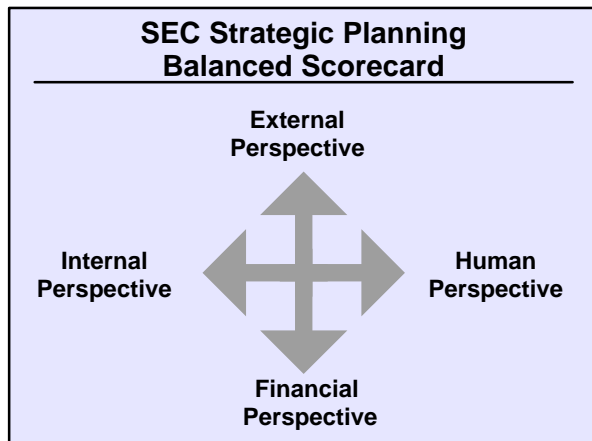 SEC Strategic Planning
Balanced Scorecard
External
Perspective
Internal
Perspective
Human
Perspective
Financial
Perspective